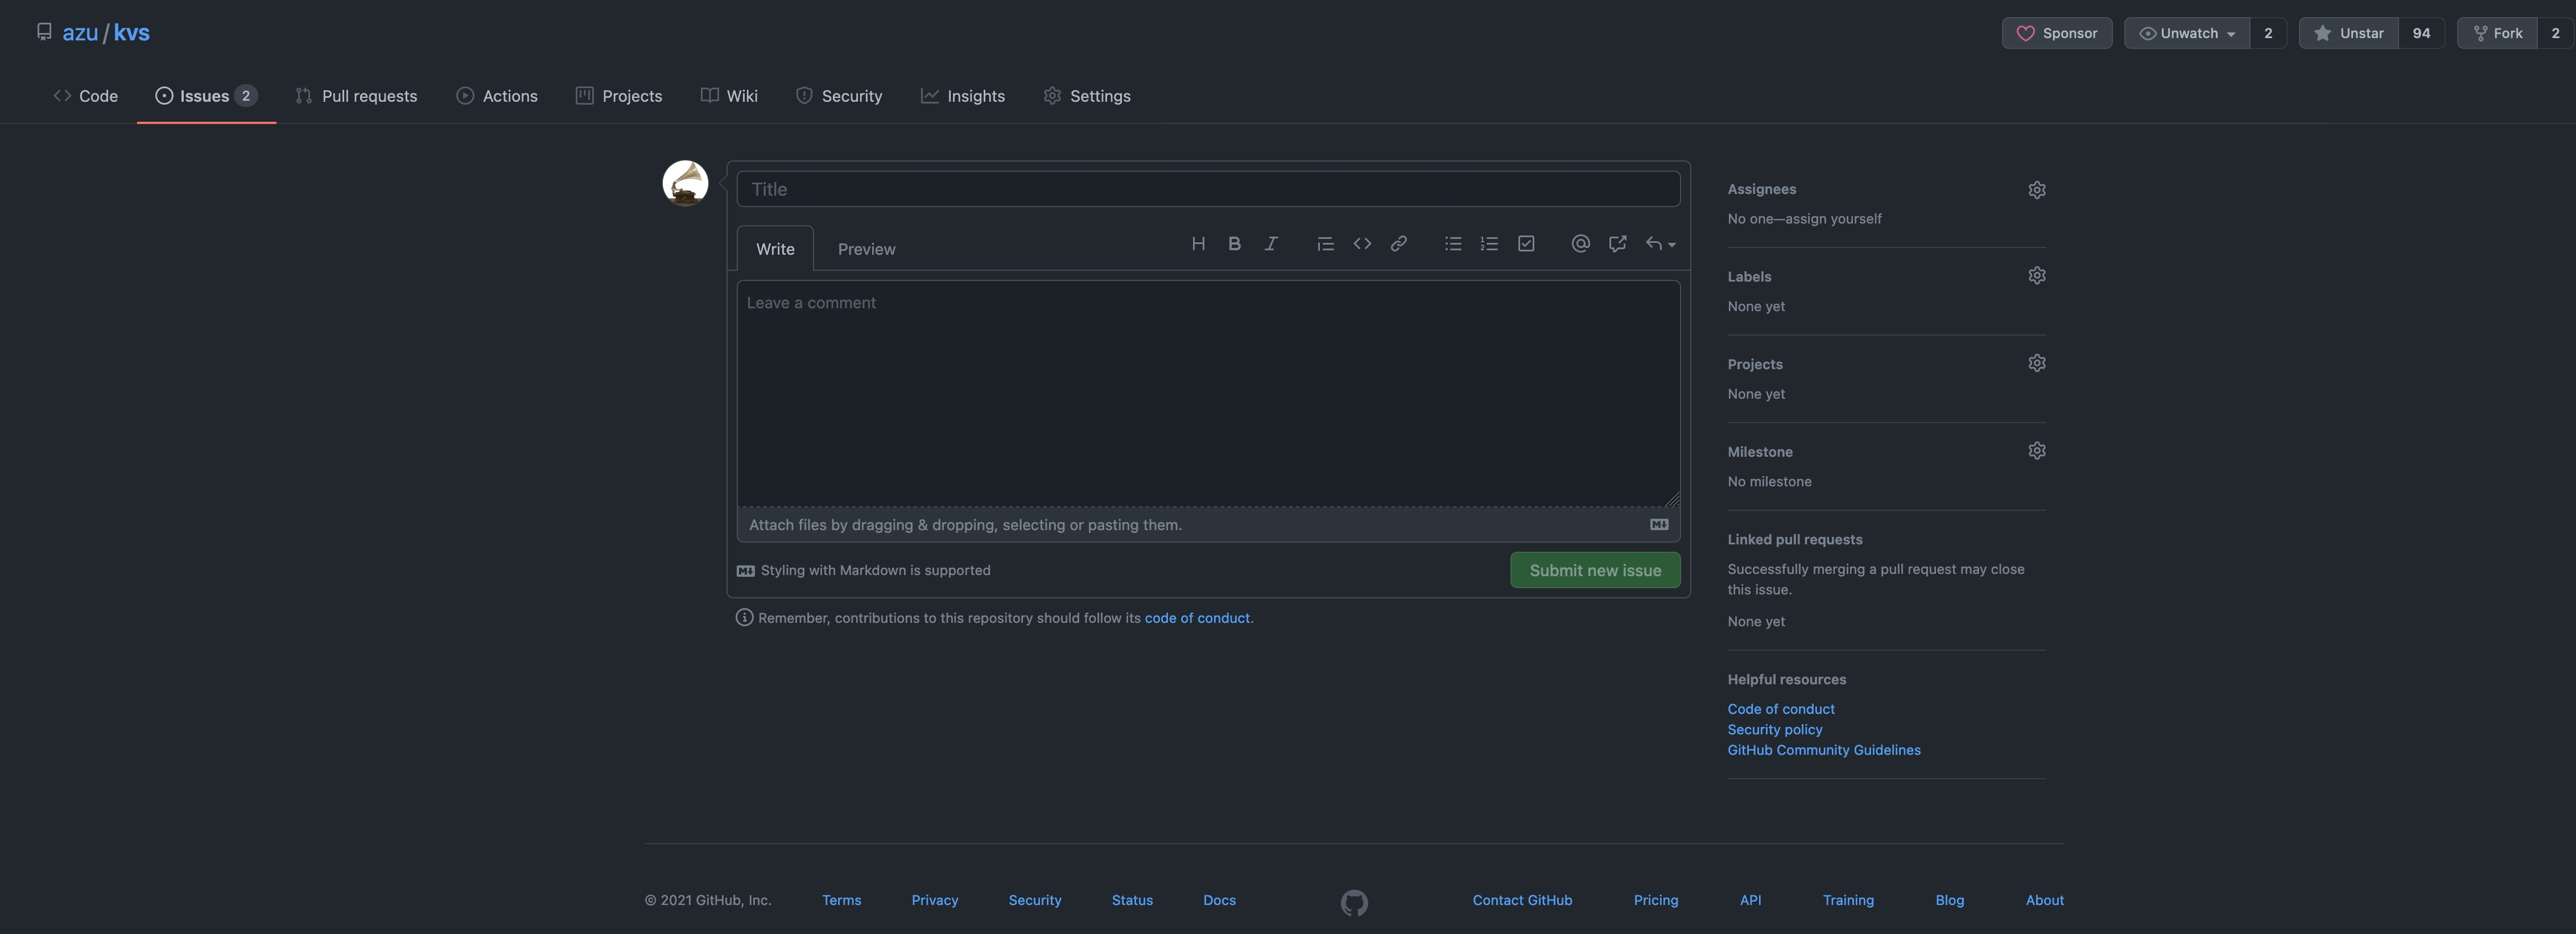 azu / kvs
Sponsor Unwatch 2 Unstar 94 Fork 2
Code Issues 2 Pull requests Actions Projects Wiki Security Insights Settings
Title
Write Preview
Leave a comment
Attach files by dragging & dropping, selecting or pasting them.
Styling with Markdown is supported
Submit new issue
Remember, contributions to this repository should follow its code of conduct.
Assignees
No one—assign yourself
Labels
None yet
Projects
None yet
Milestone
No milestone
Linked pull requests
Successfully merging a pull request may close
this issue.
None yet
Helpful resources
Code of conduct
Security policy
GitHub Community Guidelines
© 2021 GitHub, Inc. Terms Privacy Security Status Docs Contact GitHub Pricing API Training Blog About